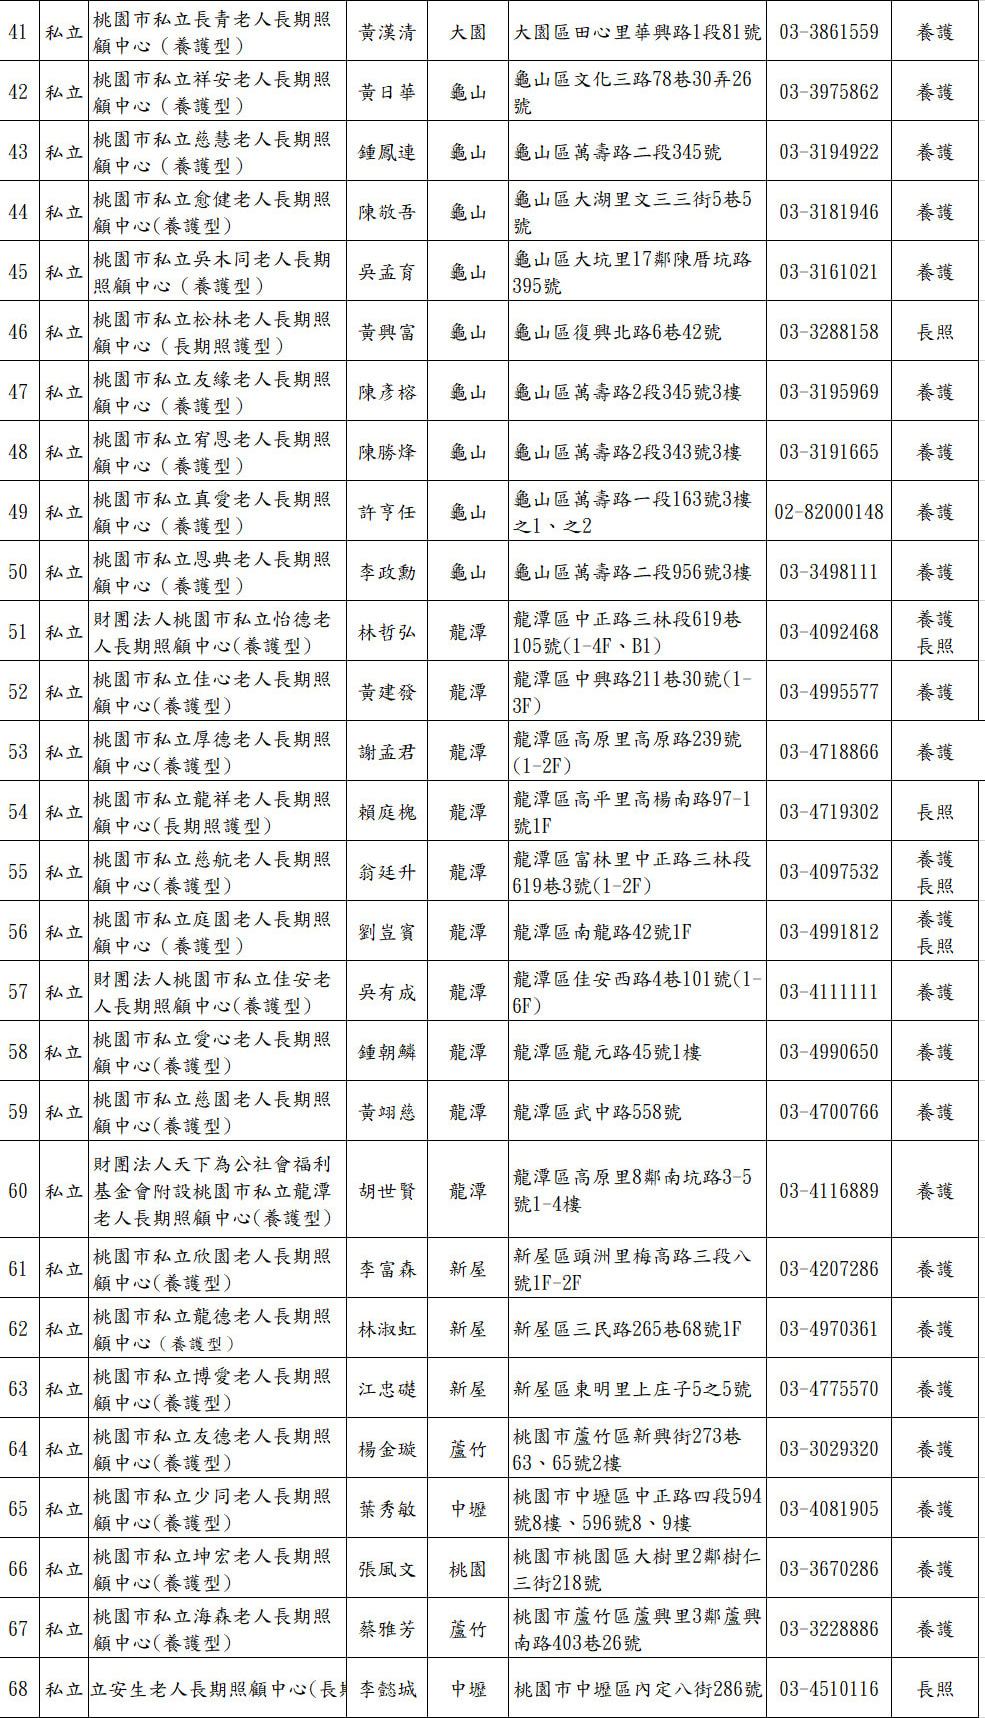 41 私立 桃園市私立長青老人長期照 黃漢清 大園 大園區田心里華興路1段81號 03-3861559 養護
顧中心（養護型）
42 私立 桃園市私立祥安老人長期照 黃日華 龜山 龜山區文化三路78巷30弄26 03-3975862 養護
顧中心（養護型） 號
43 私立 桃園市私立慈慧老人長期照 鍾鳳連 龜山 龜山區萬壽路二段345號 03-3194922 養護
顧中心（養護型）
44 私立 桃園市私立愈健老人長期照 陳敬吾 龜山 龜山區大湖里文三三街5巷5 03-3181946 養護
顧中心(養護型) 號
45 私立 桃園市私立吳木同老人長期 吳孟育 龜山 龜山區大坑里17鄰陳厝坑路 03-3161021 養護
照顧中心（養護型） 395號
46 私立 桃園市私立松林老人長期照 黃興富 龜山 龜山區復興北路6巷42號 03-3288158 長照
顧中心（長期照護型）
47 私立 桃園市私立友緣老人長期照 陳彥榕 龜山 龜山區萬壽路2段345號3樓 03-3195969 養護
顧中心（養護型）
48 私立 桃園市私立宥恩老人長期照 陳勝烽 龜山 龜山區萬壽路2段343號3樓 03-3191665 養護
顧中心（養護型）
49 私立 桃園市私立真愛老人長期照 許亨任 龜山 龜山區萬壽路一段163號3樓 02-82000148 養護
顧中心（養護型） 之1、之2
50 私立 桃園市私立恩典老人長期照 李政勳 龜山 龜山區萬壽路二段956號3樓 03-3498111 養護
顧中心（養護型）
51 私立 財團法人桃園市私立怡德老 林哲弘 龍潭 龍潭區中正路三林段619巷 03-4092468 養護
人長期照顧中心(養護型) 105號(1-4F、B1) 長照
52 私立 桃園市私立佳心老人長期照 黃建發 龍潭 龍潭區中興路211巷30號(1- 03-4995577 養護
顧中心(養護型) 3F)
53 私立 桃園市私立厚德老人長期照 謝孟君 龍潭 龍潭區高原里高原路239號 03-4718866 養護
顧中心(養護型) (1-2F)
54 私立 桃園市私立龍祥老人長期照 賴庭槐 龍潭 龍潭區高平里高楊南路97-1 03-4719302 長照
顧中心(長期照護型) 號1F
55 私立 桃園市私立慈航老人長期照 翁廷升 龍潭 龍潭區富林里中正路三林段 03-4097532 養護
顧中心(養護型) 619巷3號(1-2F) 長照
56 私立 桃園市私立庭園老人長期照 劉豈賓 龍潭 龍潭區南龍路42號1F 03-4991812 養護
顧中心（養護型） 長照
57 私立 財團法人桃園市私立佳安老 吳有成 龍潭 龍潭區佳安西路4巷101號(1- 03-4111111 養護
人長期照顧中心(養護型) 6F)
58 私立 桃園市私立愛心老人長期照 鍾朝鱗 龍潭 龍潭區龍元路45號1樓 03-4990650 養護
顧中心(養護型)
59 私立 桃園市私立慈園老人長期照 黃翊慈 龍潭 龍潭區武中路558號 03-4700766 養護
顧中心(養護型)
60 私立 財團法人天下為公社會福利 胡世賢 龍潭 龍潭區高原里8鄰南坑路3-5 03-4116889 養護
基金會附設桃園市私立龍潭 號1-4樓
老人長期照顧中心(養護型)
61 私立 桃園市私立欣園老人長期照 李富森 新屋 新屋區頭洲里梅高路三段八 03-4207286 養護
顧中心(養護型) 號1F-2F
62 私立 桃園市私立龍德老人長期照 林淑虹 新屋 新屋區三民路265巷68號1F 03-4970361 養護
顧中心（養護型）
63 私立 桃園市私立博愛老人長期照 江忠礎 新屋 新屋區東明里上庄子5之5號 03-4775570 養護
顧中心(養護型)
64 私立 桃園市私立友德老人長期照 楊金璇 蘆竹 桃園市蘆竹區新興街273巷 03-3029320 養護
顧中心(養護型) 63、65號2樓
65 私立 桃園市私立少同老人長期照 葉秀敏 中壢 桃園市中壢區中正路四段594 03-4081905 養護
顧中心(養護型) 號8樓、596號8、9樓
66 私立 桃園市私立坤宏老人長期照 張風文 桃園 桃園市桃園區大樹里2鄰樹仁 03-3670286 養護
顧中心(養護型) 三街218號
67 私立 桃園市私立海森老人長期照 蔡雅芳 蘆竹 桃園市蘆竹區蘆興里3鄰蘆興 03-3228886 養護
顧中心(養護型) 南路403巷26號
68 私立 立安生老人長期照顧中心(長 李懿城 中壢 桃園市中壢區內定八街286號 03-4510116 長照